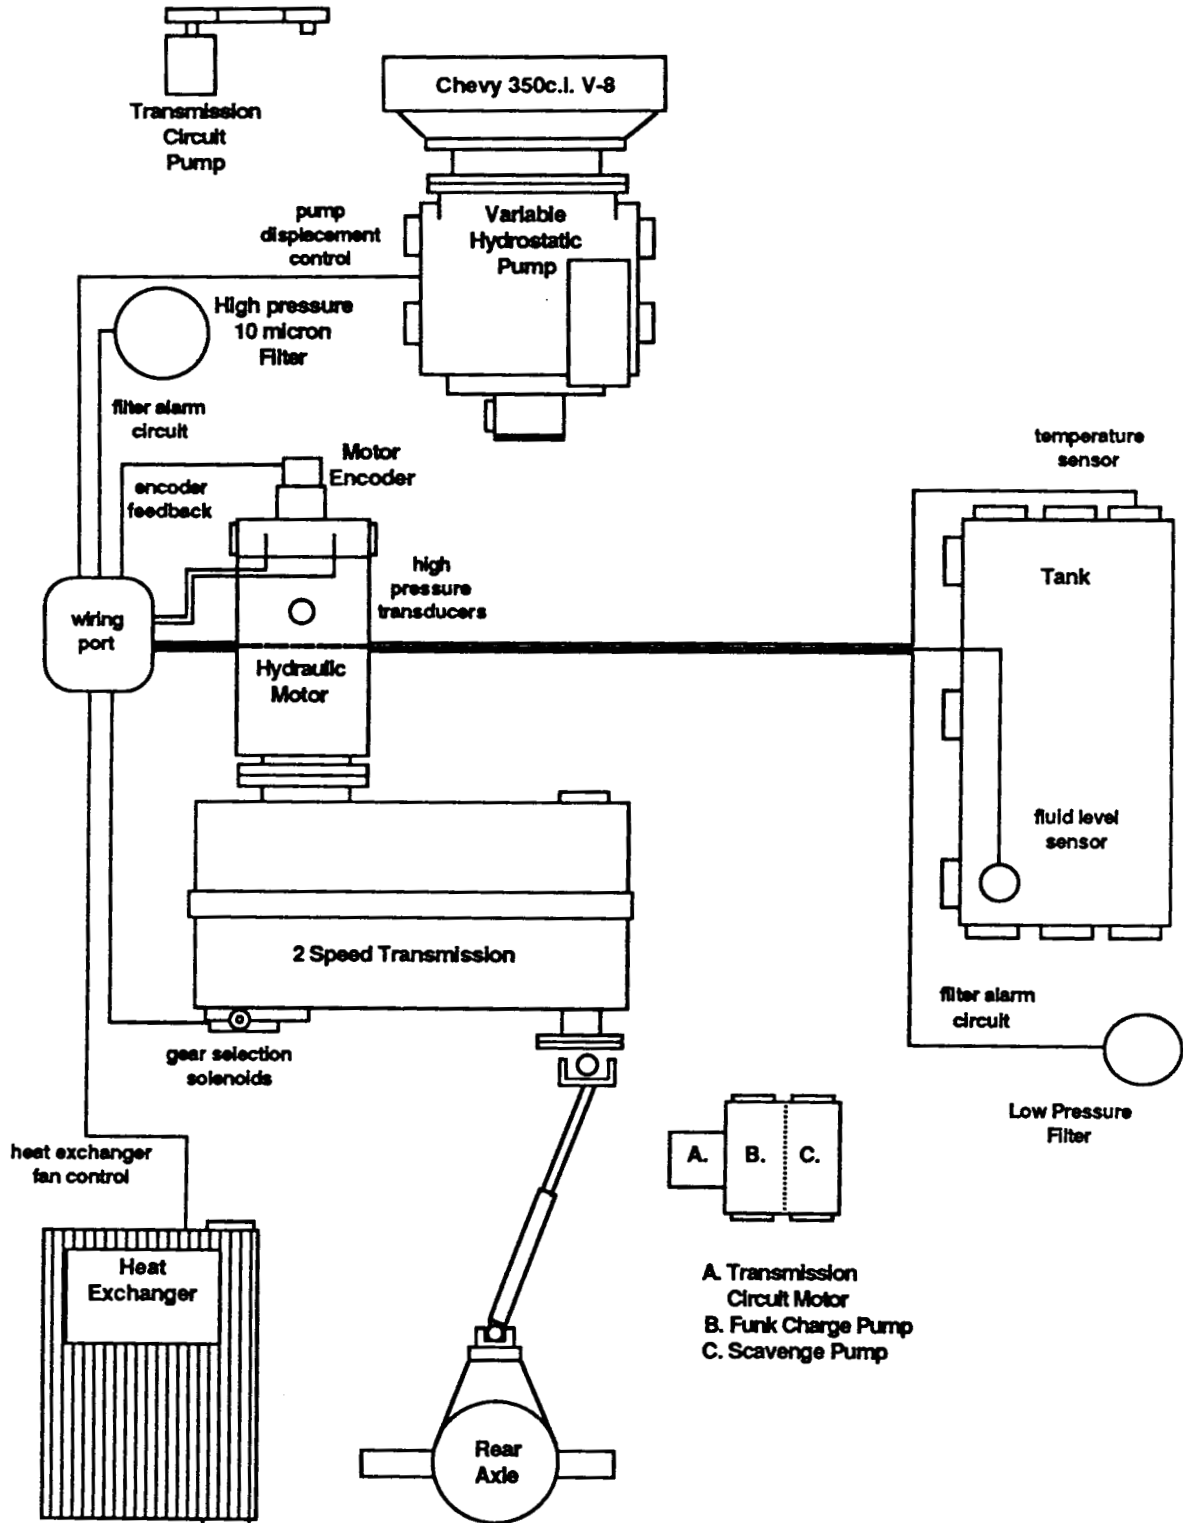 Transmission
Circuit
Pump
Chevy 350c.i. V-8
pump
displacement
control
Variable
Hydrostatic
Pump
High pressure
10 micron
Filter
filter alarm
circuit
Motor
Encoder
encoder
feedback
temperature
sensor
high
pressure
transducers
Tank
wiring
port
Hydraulic
Motor
fluid level
sensor
2 Speed Transmission
filter alarm
circuit
gear selection
solenoids
Low Pressure
Filter
heat exchanger
fan control
A.
B.
C.
Heat
Exchanger
A. Transmission
Circuit Motor
B. Funk Charge Pump
C. Scavenge Pump
Rear
Axle